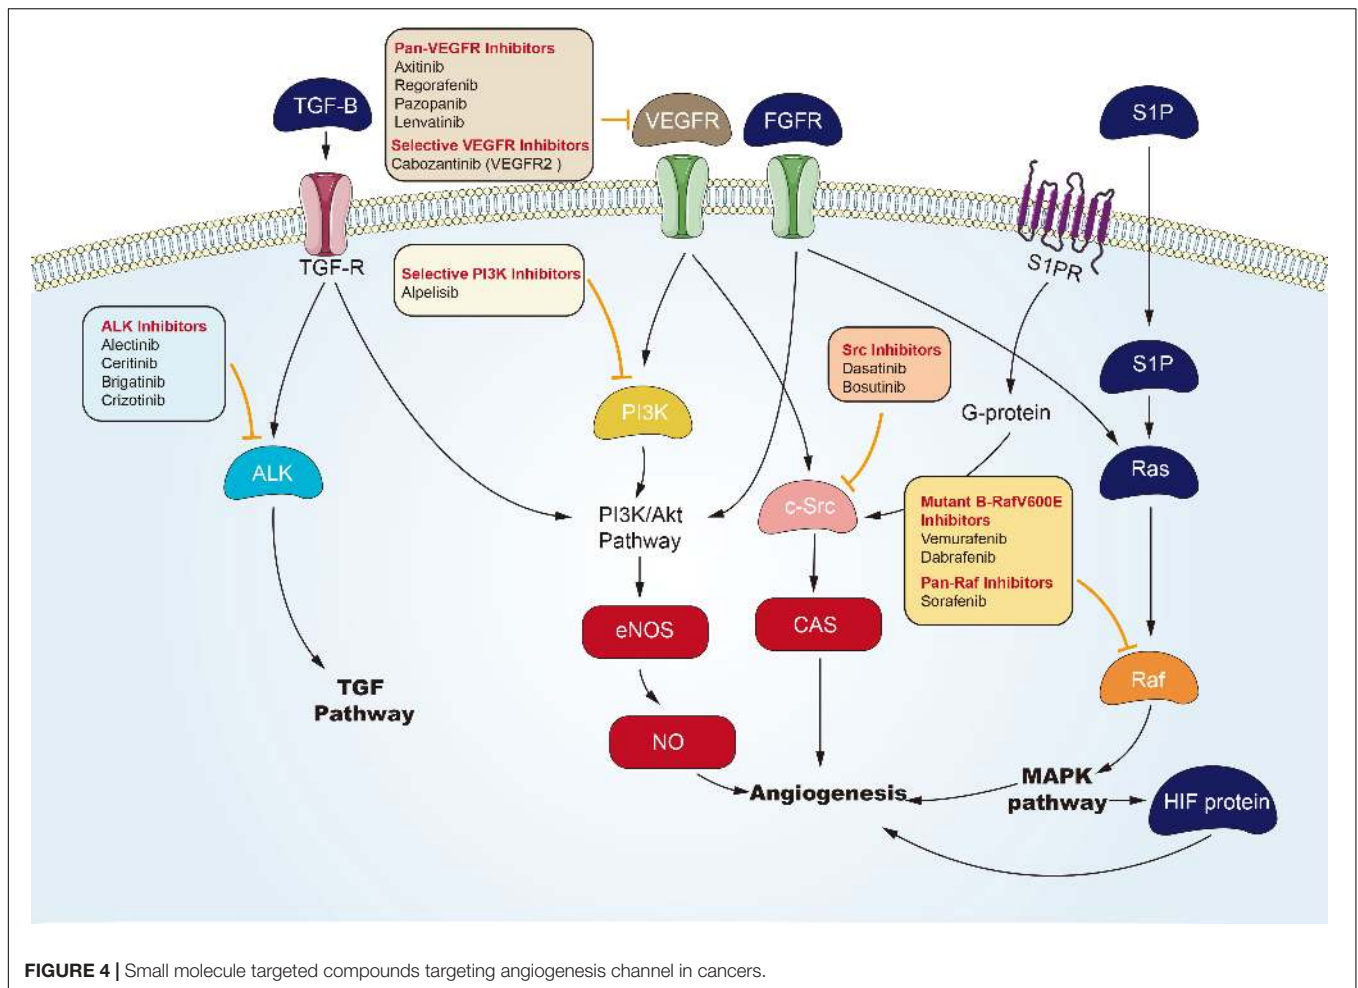 Pan-VEGFR Inhibitors
Axitinib
Regorafenib
Pazopanib
Lenvatinib
Selective VEGFR Inhibitors
Cabozantinib (VEGFR2 )
TGF-B
VEGFR
FGFR
S1P
TGF-R
S1PR
Selective PI3K Inhibitors
Alpelisib
ALK Inhibitors
Alectinib
Ceritinib
Brigatinib
Crizotinib
Src Inhibitors
Dasatinib
Bosutinib
S1P
PI3K
G-protein
ALK
Ras
c-Src
PI3K/Akt
Pathway
Mutant B-RafV600E
Inhibitors
Vemurafenib
Dabrafenib
Pan-Raf Inhibitors
Sorafenib
eNOS
CAS
TGF
Pathway
Raf
NO
Angiogenesis
MAPK
pathway
HIF protein
FIGURE 4 | Small molecule targeted compounds targeting angiogenesis channel in cancers.